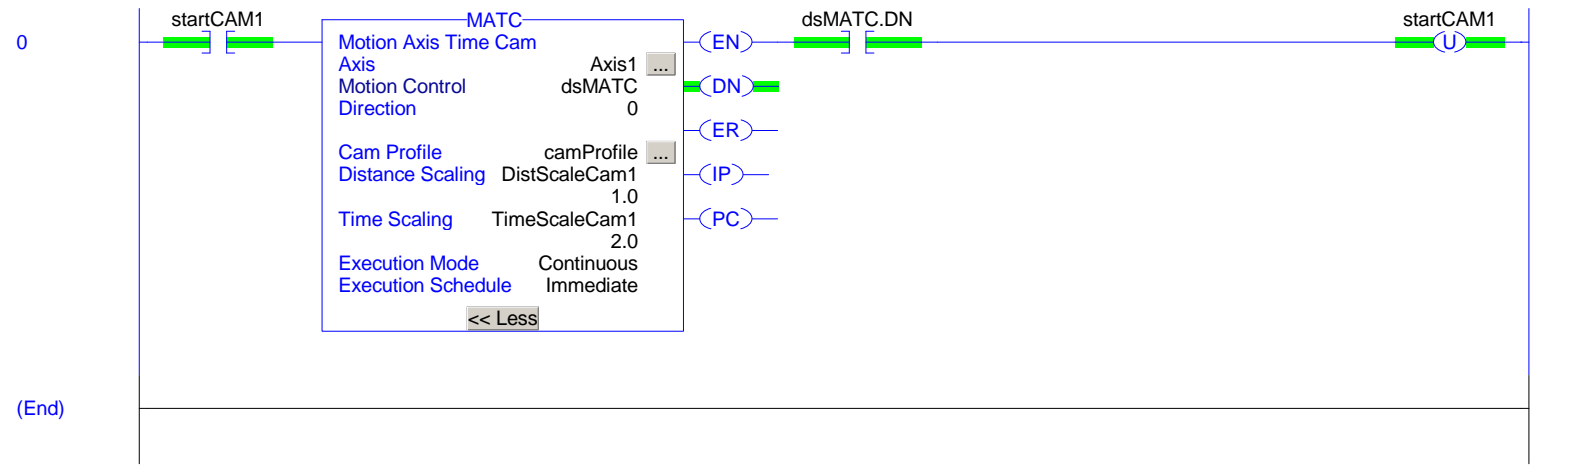 startCAM1 MATC dsMATC.DN startCAM1
0 Motion Axis Time Cam EN U
Axis Axis1 ...
Motion Control dsMATC DN
Direction 0
ER
Cam Profile camProfile ...
Distance Scaling DistScaleCam1 IP
1.0
Time Scaling TimeScaleCam1 PC
2.0
Execution Mode Continuous
Execution Schedule Immediate
<< Less
(End)